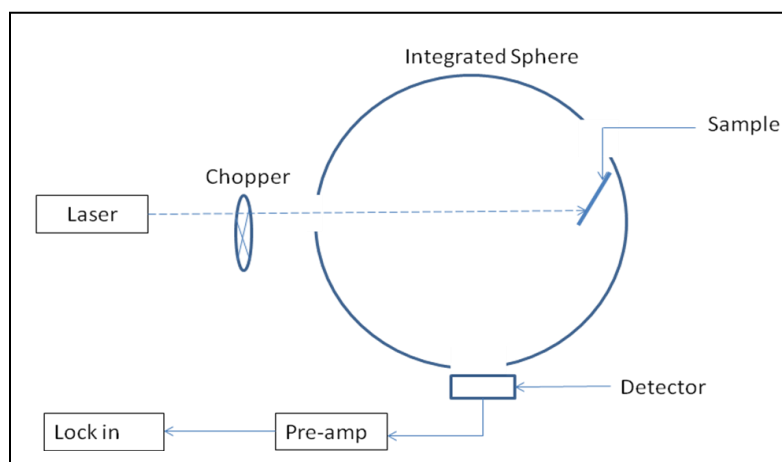 Integrated Sphere
Sample
Chopper
Laser
Detector
Lock in
Pre-amp